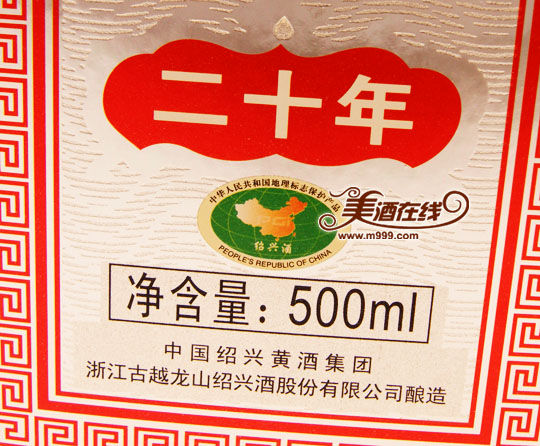 二十年
中华人民共和国地理标志保护产品
PGI
绍兴酒
PEOPLE'S REPUBLIC OF CHINA
美酒在线
www.m999.com
净含量：500ml
中国绍兴黄酒集团
浙江古越龙山绍兴酒股份有限公司酿造